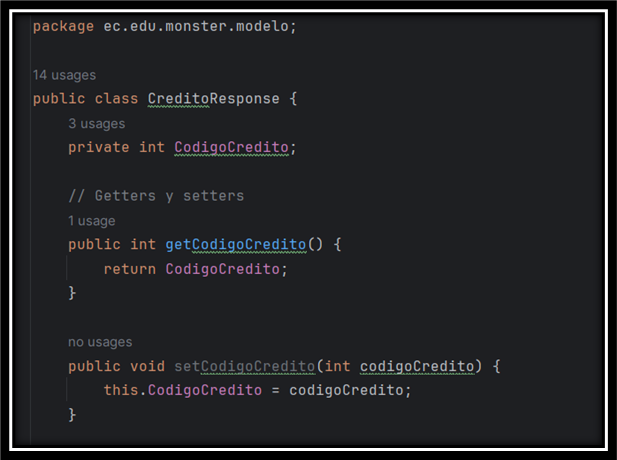 package ec.edu.monster.modelo;
14 usages
public class CreditoResponse {
3 usages
private int CodigoCredito;
// Getters y setters
1 usage
public int getCodigoCredito() {
return CodigoCredito;
}
no usages
public void setCodigoCredito(int codigoCredito) {
this.CodigoCredito = codigoCredito;
}